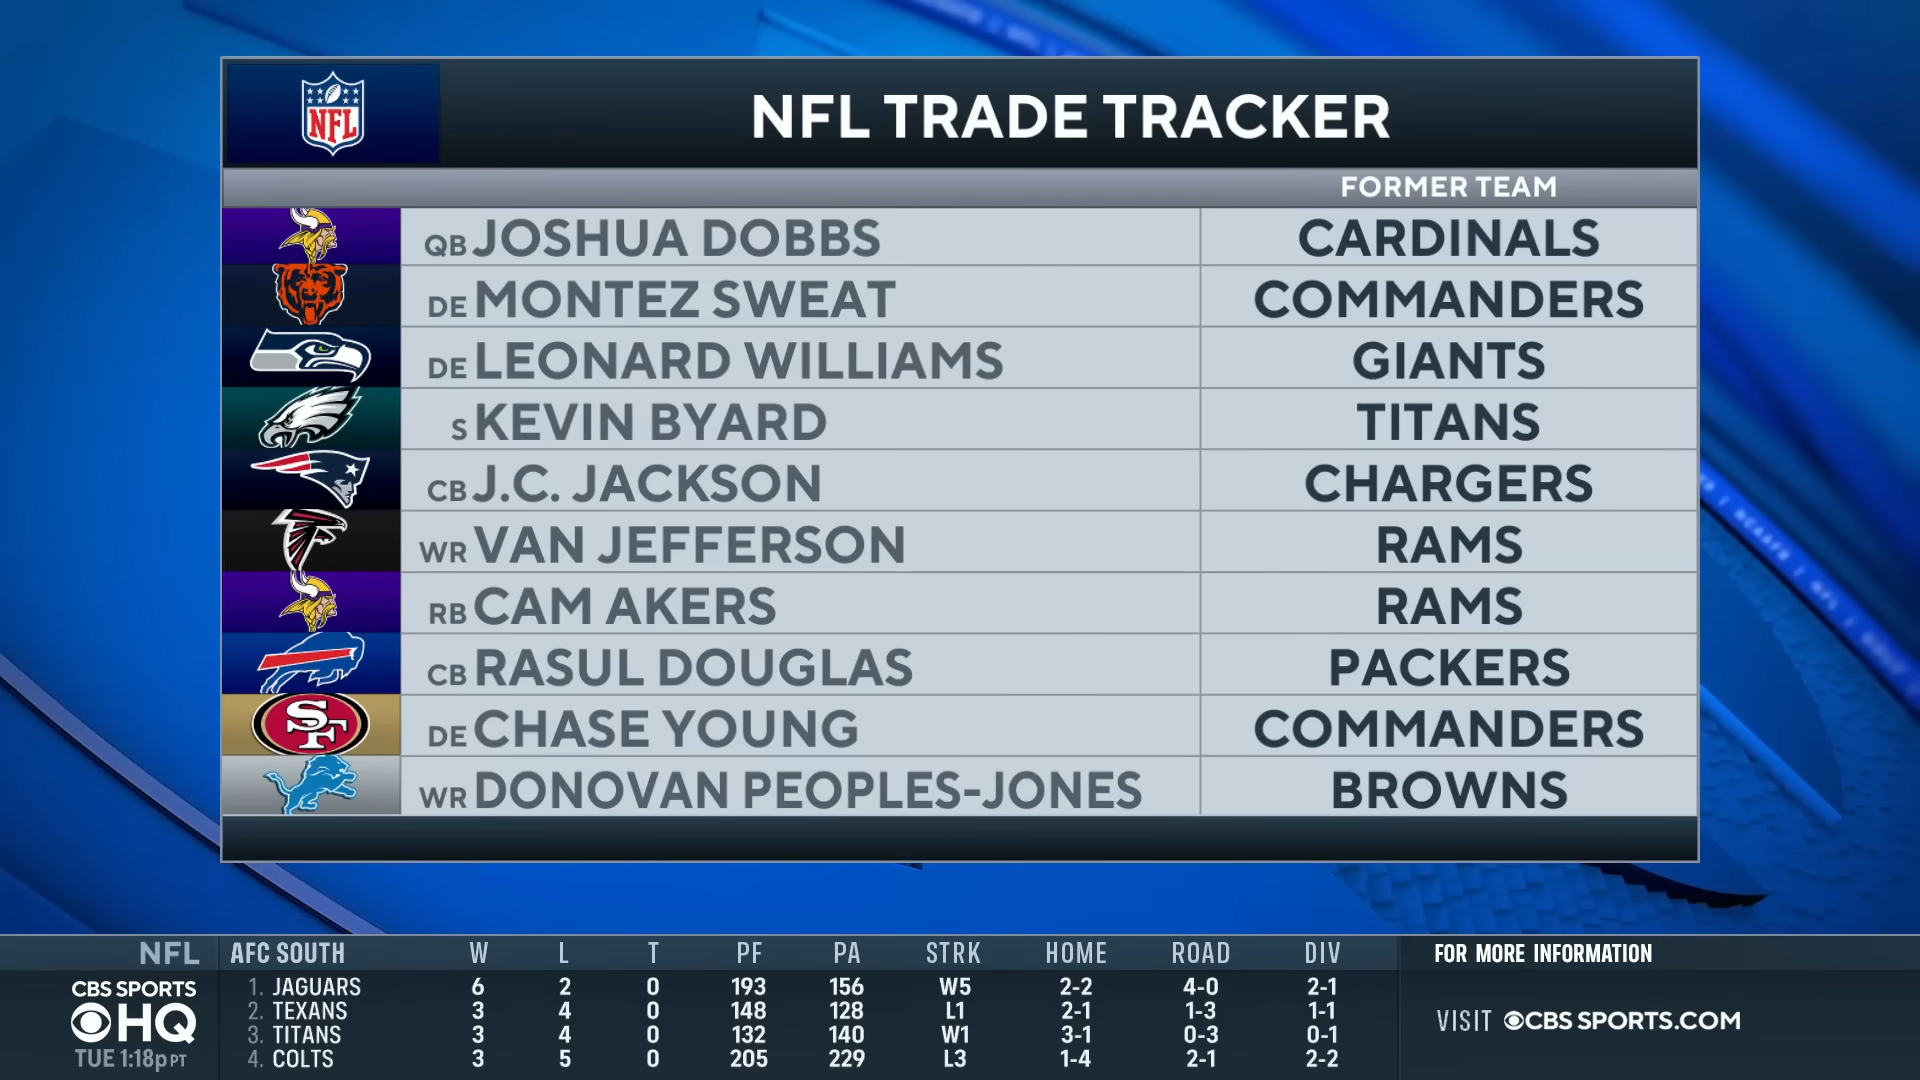 NFL
NFL TRADE TRACKER
FORMER TEAM
QB JOSHUA DOBBS CARDINALS
DE MONTEZ SWEAT COMMANDERS
DE LEONARD WILLIAMS GIANTS
S KEVIN BYARD TITANS
CB J.C. JACKSON CHARGERS
WR VAN JEFFERSON RAMS
RB CAM AKERS RAMS
CB RASUL DOUGLAS PACKERS
SF
DE CHASE YOUNG COMMANDERS
WR DONOVAN PEOPLES-JONES BROWNS
NFL AFC SOUTH W L T PF PA STRK HOME ROAD DIV
1. JAGUARS 6 2 0 193 156 W5 2-2 4-0 2-1
2. TEXANS 3 4 0 148 128 L1 2-1 1-3 1-1
3. TITANS 3 4 0 132 140 W1 3-1 0-3 0-1
4. COLTS 3 5 0 205 229 L3 1-4 2-1 2-2
CBS SPORTS
HQ
TUE 1:18p PT
FOR MORE INFORMATION
VISIT CBS SPORTS.COM